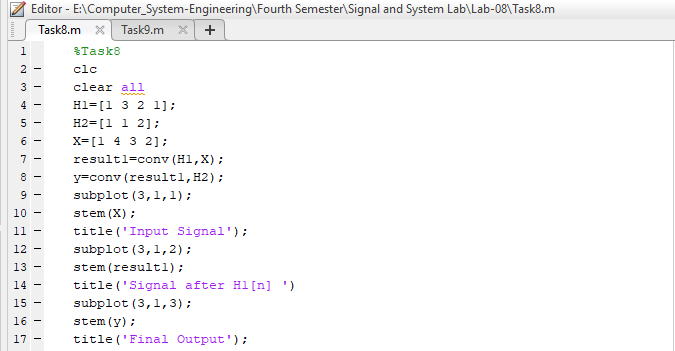 Editor - E:\Computer_System-Engineering\Fourth Semester\Signal and System Lab\Lab-08\Task8.m
Task8.m × Task9.m × +
1 %Task8
2 - clc
3 - clear all
4 - H1=[1 3 2 1];
5 - H2=[1 1 2];
6 - X=[1 4 3 2];
7 - result1=conv(H1,X);
8 - y=conv(result1,H2);
9 - subplot(3,1,1);
10 - stem(X);
11 - title('Input Signal');
12 - subplot(3,1,2);
13 - stem(result1);
14 - title('Signal after H1[n] ')
15 - subplot(3,1,3);
16 - stem(y);
17 - title('Final Output');